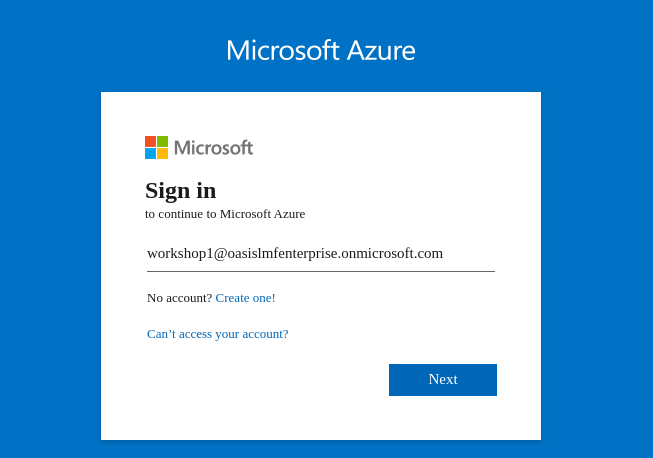 Microsoft Azure
Microsoft
Sign in
to continue to Microsoft Azure
workshop1@oasislmfenterprise.onmicrosoft.com
No account? Create one!
Can’t access your account?
Next